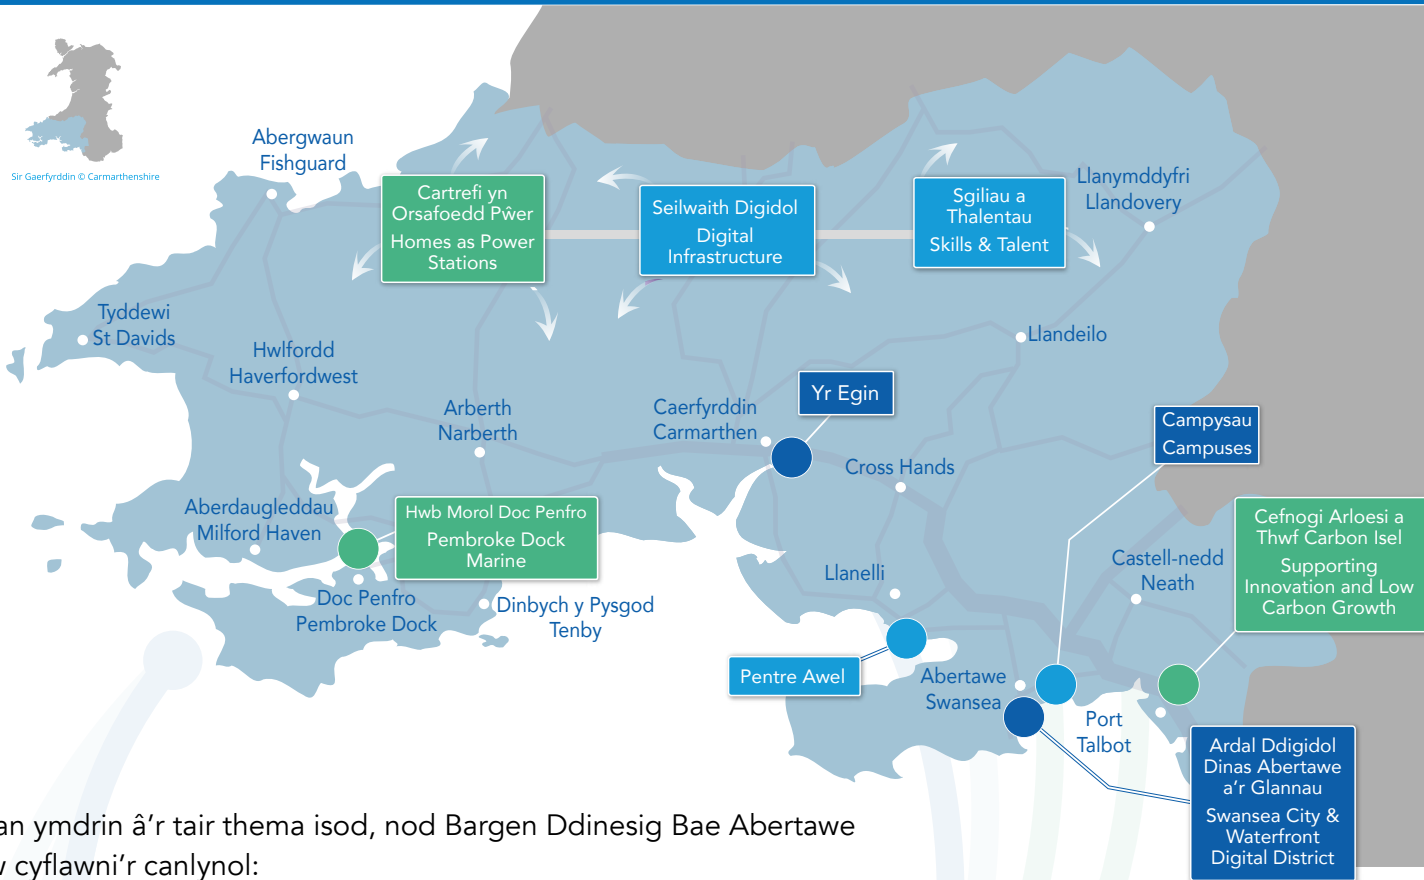 Sir Gaerfyrddin © Carmarthenshire
Abergwaun
Fishguard
Cartrefi yn
Orsafoedd Pŵer
Homes as Power
Stations
Seilwaith Digidol
Digital
Infrastructure
Sgiliau a
Thalentau
Skills & Talent
Llanymddyfri
Llandovery
Tyddewi
St Davids
Hwlfordd
Haverfordwest
Llandeilo
Arberth
Narberth
Caerfyrddin
Carmarthen
Yr Egin
Cross Hands
Campysau
Campuses
Aberdaugleddau
Milford Haven
Hwb Morol Doc Penfro
Pembroke Dock
Marine
Doc Penfro
Pembroke Dock
Dinbych y Pysgod
Tenby
Llanelli
Castell-nedd
Neath
Cefnogi Arloesi a
Thwf Carbon Isel
Supporting
Innovation and Low
Carbon Growth
Pentre Awel
Abertawe
Swansea
Port
Talbot
Ardal Ddigidol
Dinas Abertawe
a'r Glannau
Swansea City &
Waterfront
Digital District
an ymdrin â'r tair thema isod, nod Bargen Ddinesig Bae Abertawe
cyflawni'r canlynol: